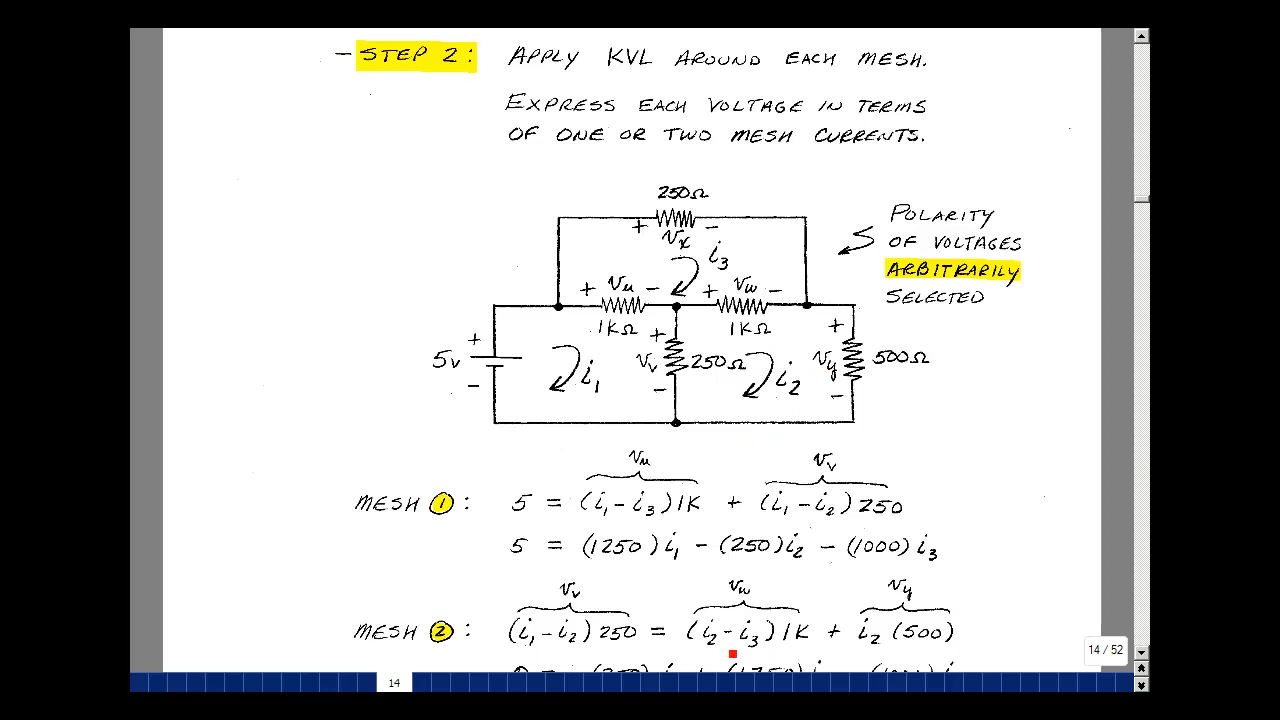 - STEP 2: APPLY KVL AROUND EACH MESH.
EXPRESS EACH VOLTAGE IN TERMS
OF ONE OR TWO MESH CURRENTS.
250Ω
+ vx -
i3
POLARITY
OF VOLTAGES
ARBITRARILY
SELECTED
+ vu - + vw -
1KΩ 1KΩ
+ + +
5v vv 250Ω vy 500Ω
i1 i2
- - -
vu vv
MESH 1: 5 = (i1 - i3)1K + (i1 - i2)250
5 = (1250)i1 - (250)i2 - (1000)i3
vv vw vy
MESH 2: (i1 - i2)250 = (i2 - i3)1K + i2(500)
14 / 52
14